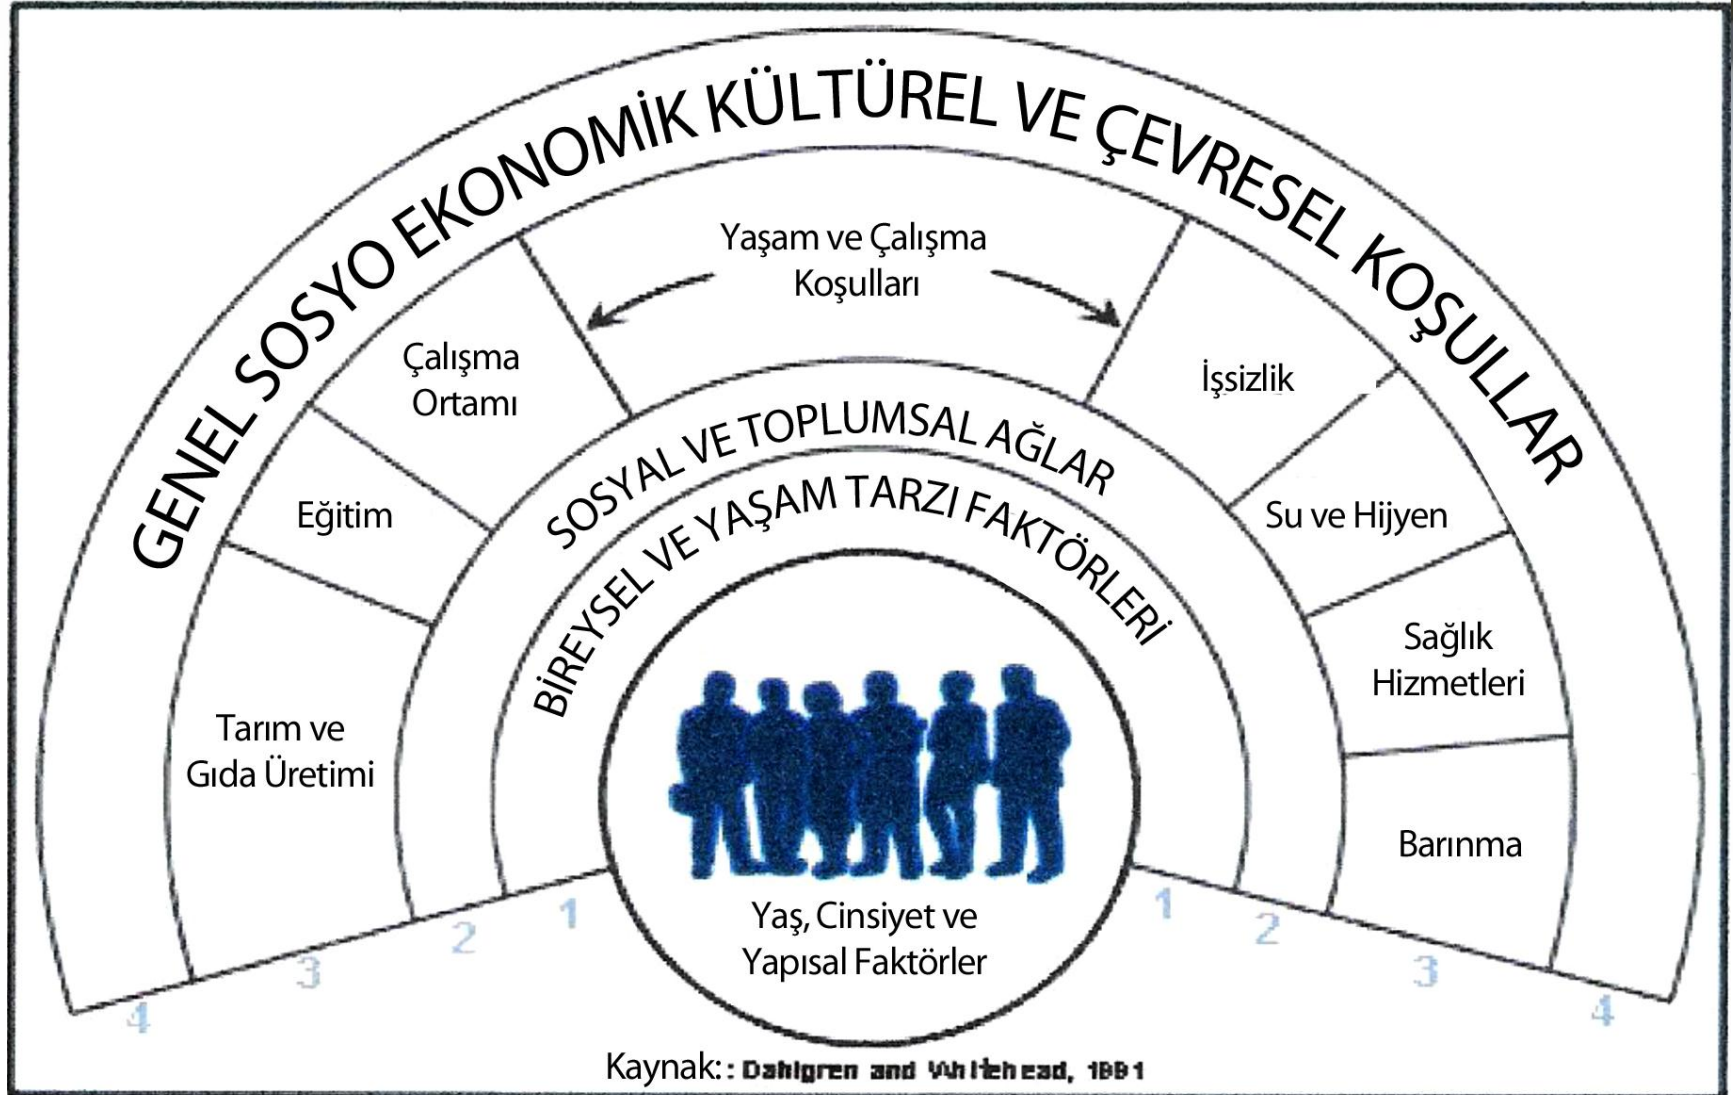 GENEL SOSYO EKONOMİK KÜLTÜREL VE ÇEVRESEL KOŞULLAR
Yaşam ve Çalışma
Koşulları
Çalışma
Ortamı
İşsizlik
Eğitim
Su ve Hijyen
Tarım ve
Gıda Üretimi
Sağlık
Hizmetleri
Barınma
SOSYAL VE TOPLUMSAL AĞLAR
BİREYSEL VE YAŞAM TARZI FAKTÖRLERİ
Yaş, Cinsiyet ve
Yapısal Faktörler
4 3 2 1 1 2 3 4
Kaynak: : Dahlgren and Whitehead, 1991